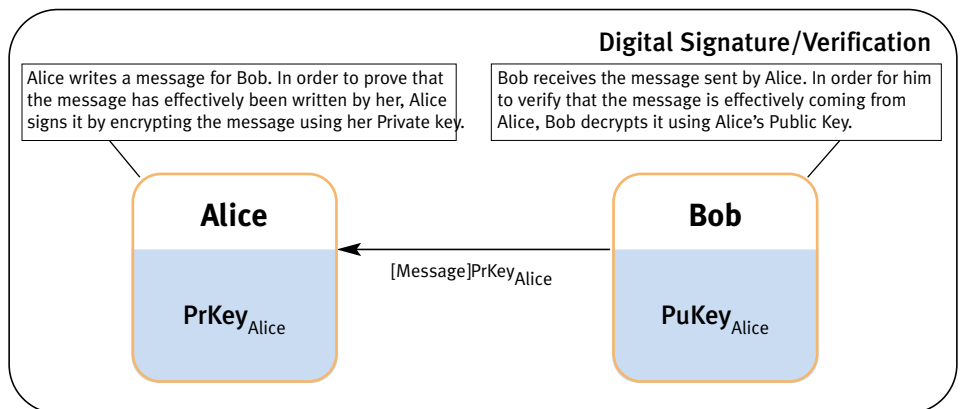 Digital Signature/Verification
Alice writes a message for Bob. In order to prove that
the message has effectively been written by her, Alice
signs it by encrypting the message using her Private key.
Bob receives the message sent by Alice. In order for him
to verify that the message is effectively coming from
Alice, Bob decrypts it using Alice's Public Key.
Alice
Bob
[Message]PrKeyAlice
PrKeyAlice
PuKeyAlice